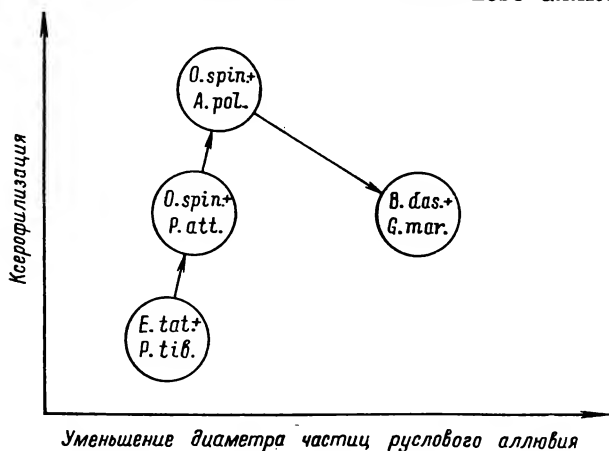 Ксерофилизация
O.spin.+
A.pol.
O.spin.+
P.att.
B.das.+
G.mar.
E.tat.+
P.tib.
Уменьшение диаметра частиц руслового аллювия